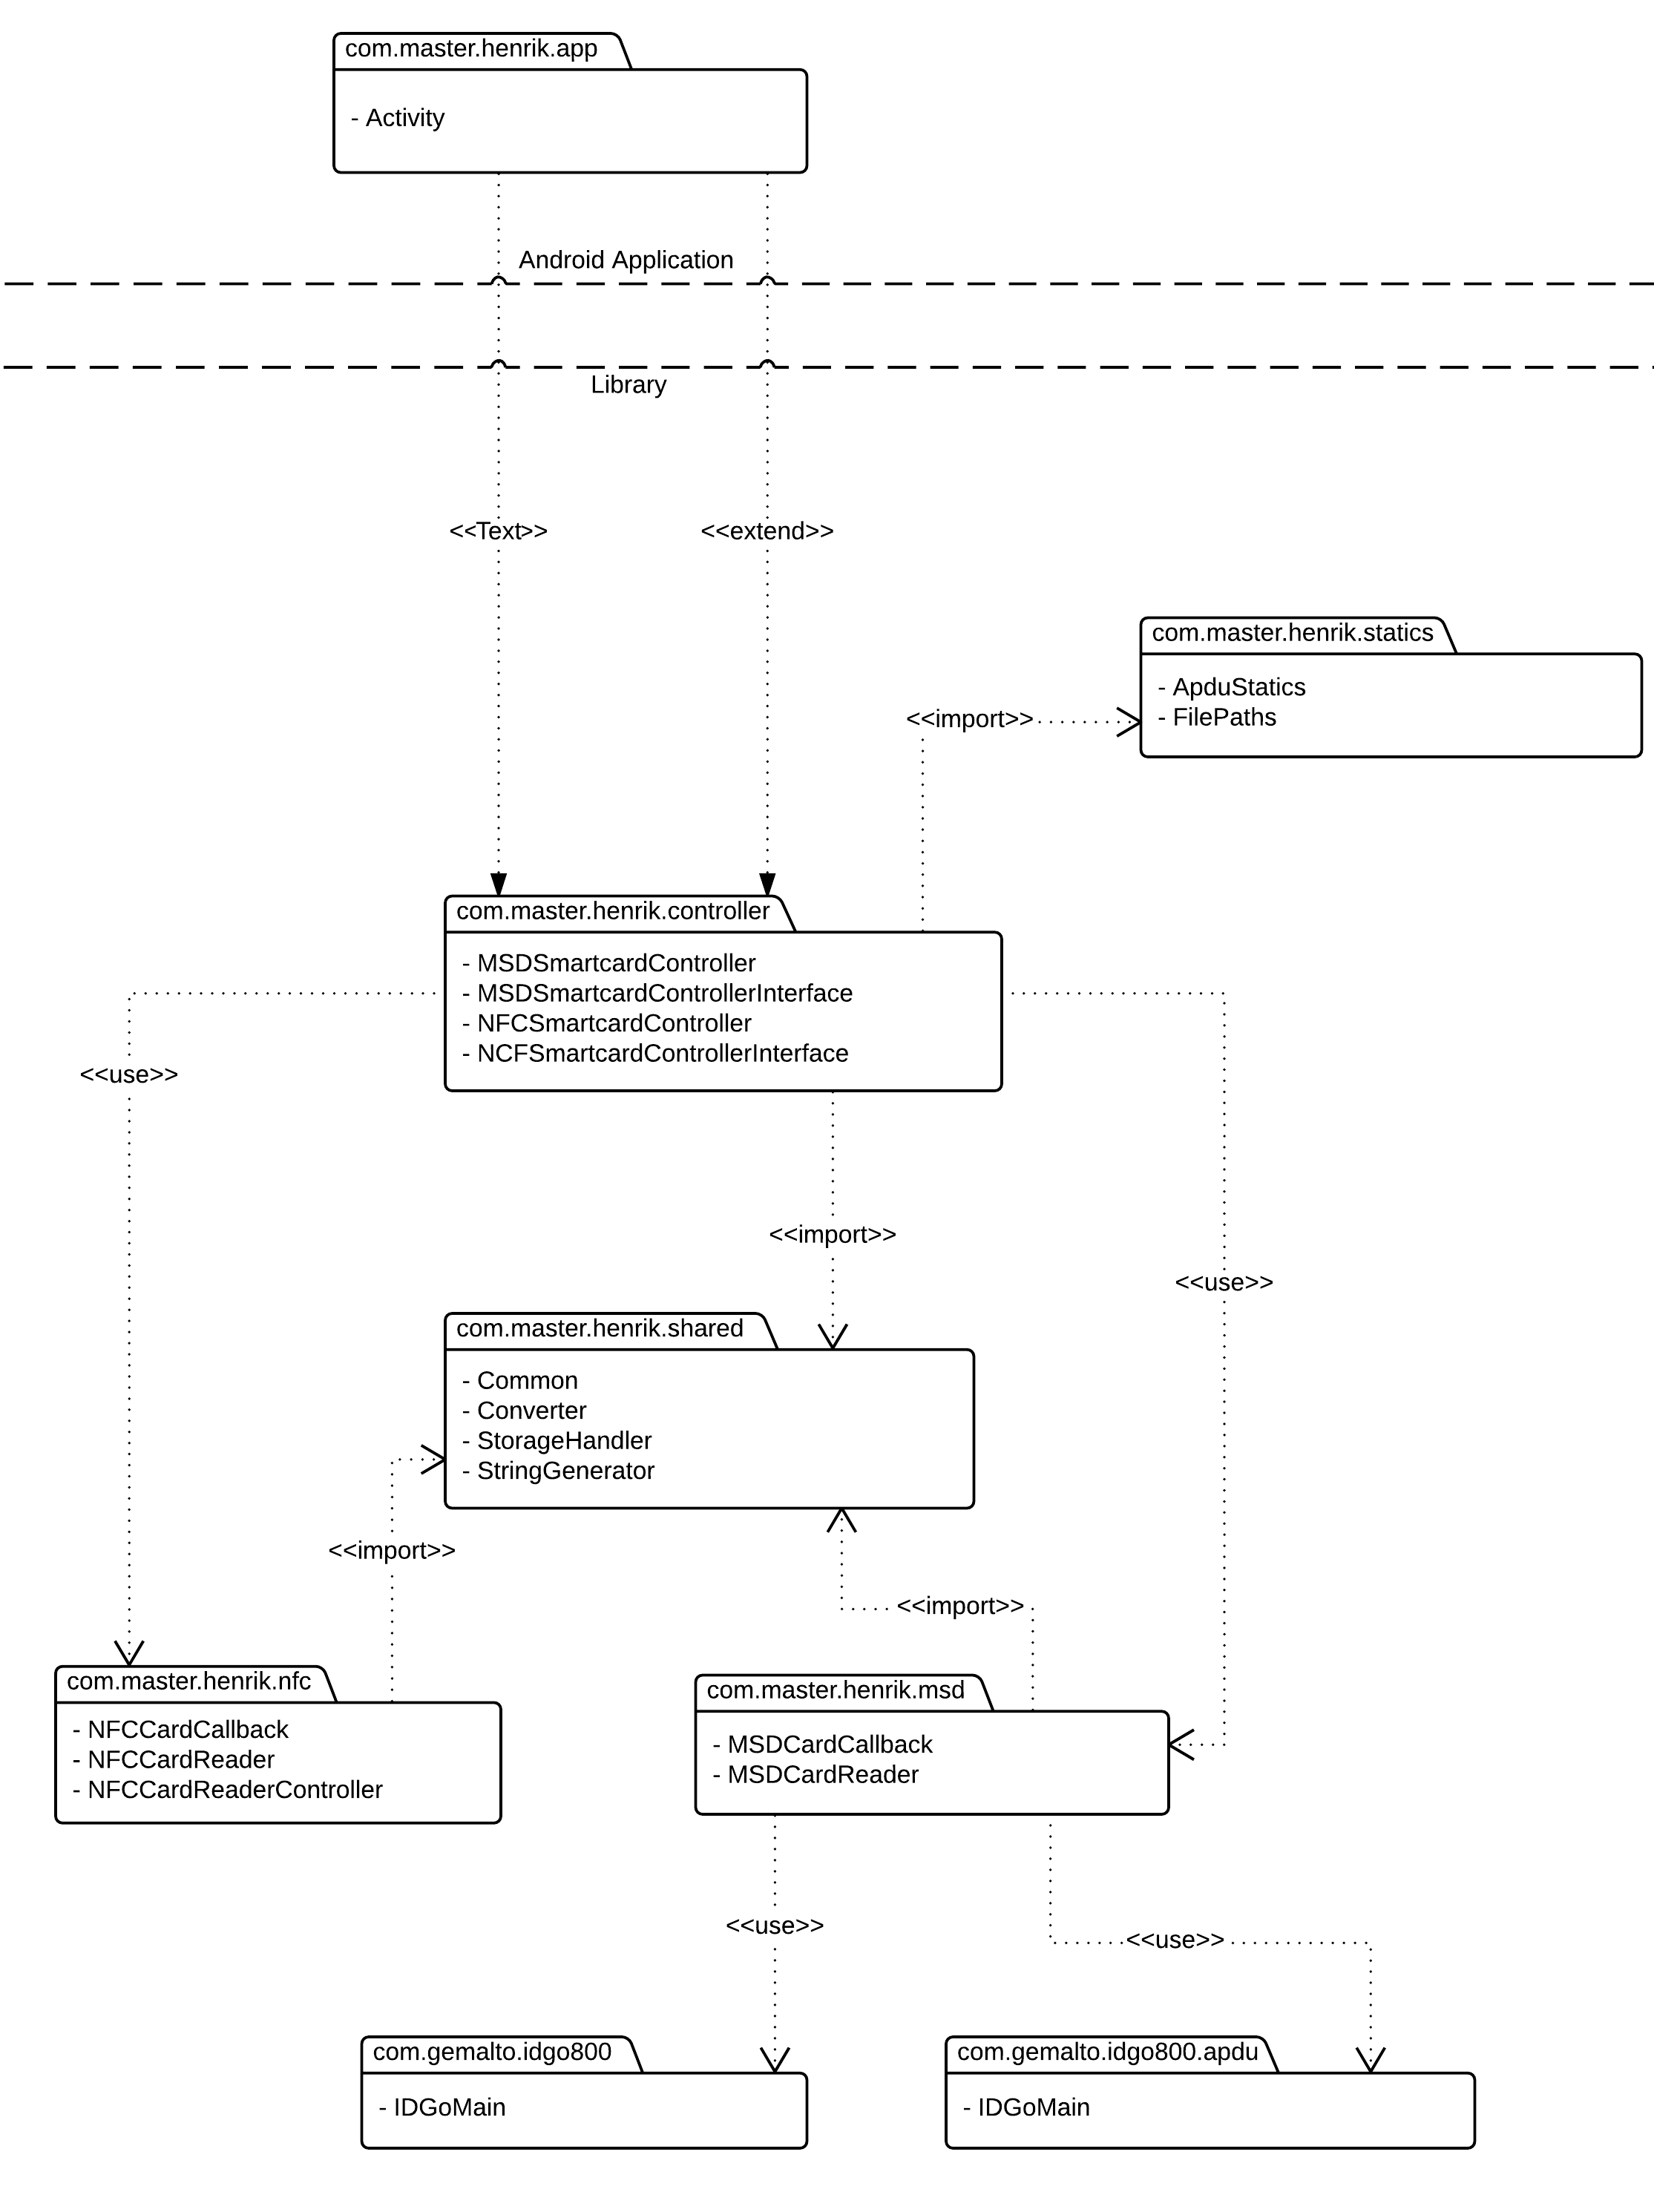 com.master.henrik.app
- Activity
Android Application
Library
<<Text>>
<<extend>>
com.master.henrik.statics
- ApduStatics
- FilePaths
<<import>>
com.master.henrik.controller
- MSDSmartcardController
- MSDSmartcardControllerInterface
- NFCSmartcardController
- NCFSmartcardControllerInterface
<<use>>
<<import>>
<<use>>
com.master.henrik.shared
- Common
- Converter
- StorageHandler
- StringGenerator
<<import>>
<<import>>
com.master.henrik.nfc
- NFCCardCallback
- NFCCardReader
- NFCCardReaderController
com.master.henrik.msd
- MSDCardCallback
- MSDCardReader
<<use>>
<<use>>
com.gemalto.idgo800
- IDGoMain
com.gemalto.idgo800.apdu
- IDGoMain